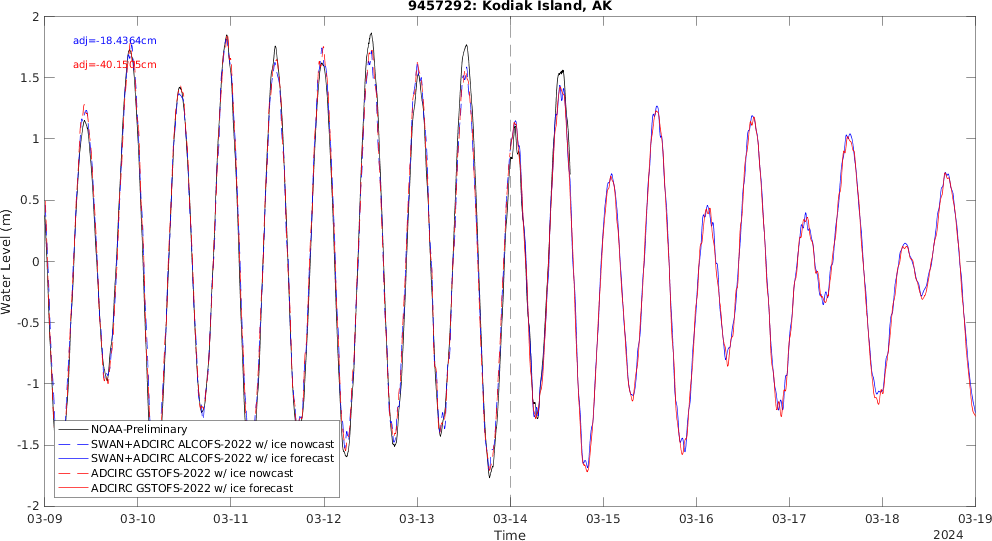 9457292: Kodiak Island, AK
adj=-18.4364cm
adj=-40.1505cm
Water Level (m)
2
1.5
1
0.5
0
-0.5
-1
-1.5
-2
NOAA-Preliminary
SWAN+ADCIRC ALCOFS-2022 w/ ice nowcast
SWAN+ADCIRC ALCOFS-2022 w/ ice forecast
ADCIRC GSTOFS-2022 w/ ice nowcast
ADCIRC GSTOFS-2022 w/ ice forecast
03-09 03-10 03-11 03-12 03-13 03-14 03-15 03-16 03-17 03-18 03-19
Time
2024